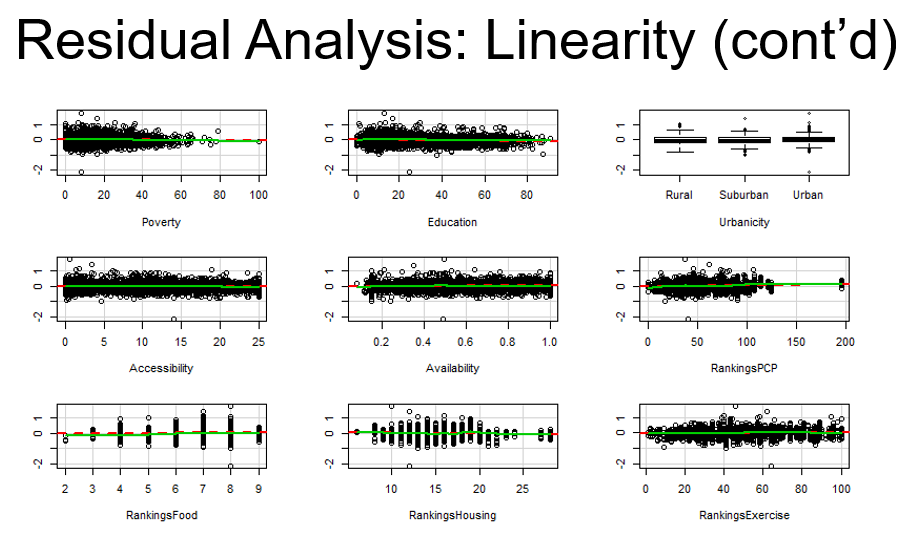 Residual Analysis: Linearity (cont’d)
1
0
-2
0 20 40 60 80 100
Poverty
1
0
-2
0 20 40 60 80
Education
1
0
-2
Rural Suburban Urban
Urbanicity
1
0
-2
0 5 10 15 20 25
Accessibility
1
0
-2
0.2 0.4 0.6 0.8 1.0
Availability
1
0
-2
0 50 100 150 200
RankingsPCP
1
0
-2
2 3 4 5 6 7 8 9
RankingsFood
1
0
-2
10 15 20 25
RankingsHousing
1
0
-2
0 20 40 60 80 100
RankingsExercise